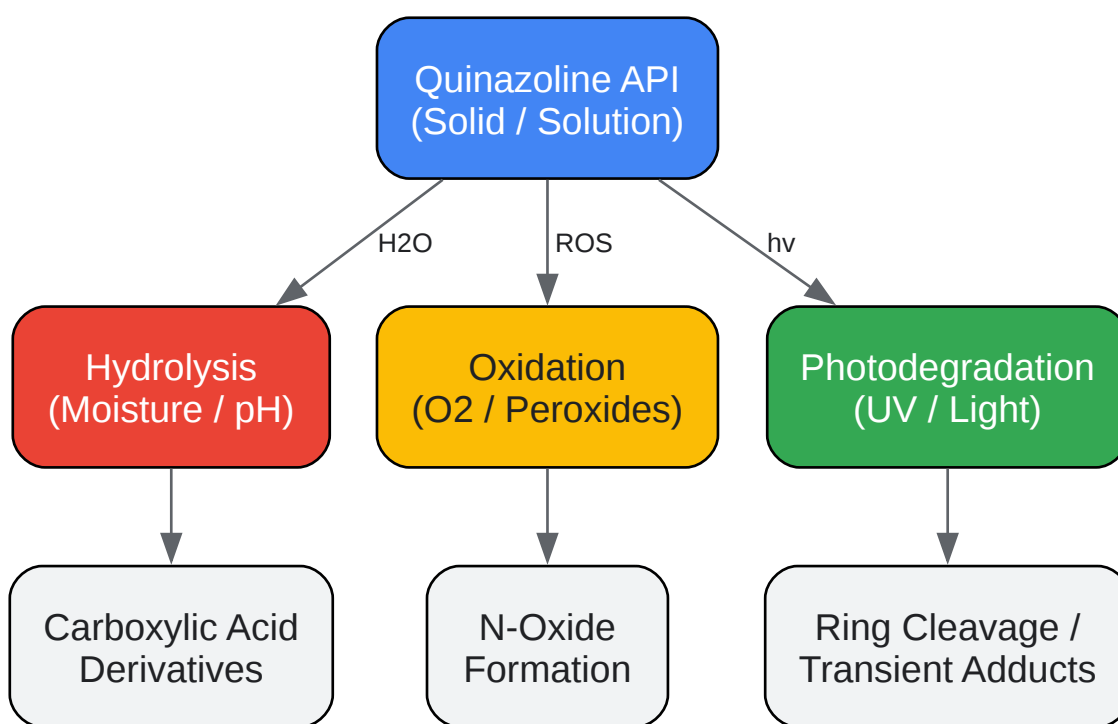 Quinazoline API
(Solid / Solution)
H2O
ROS
hv
Hydrolysis
(Moisture / pH)
Oxidation
(O2 / Peroxides)
Photodegradation
(UV / Light)
Carboxylic Acid
Derivatives
N-Oxide
Formation
Ring Cleavage /
Transient Adducts